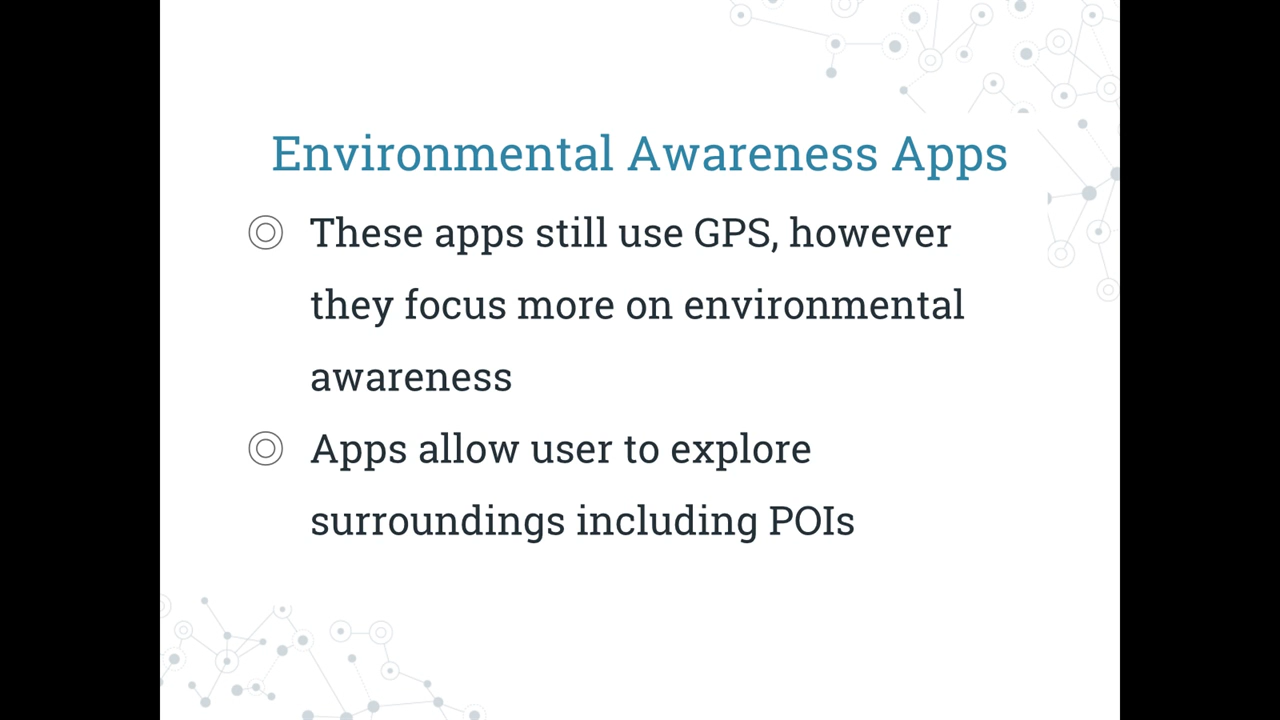 Environmental Awareness Apps
These apps still use GPS, however
they focus more on environmental
awareness
Apps allow user to explore
surroundings including POIs